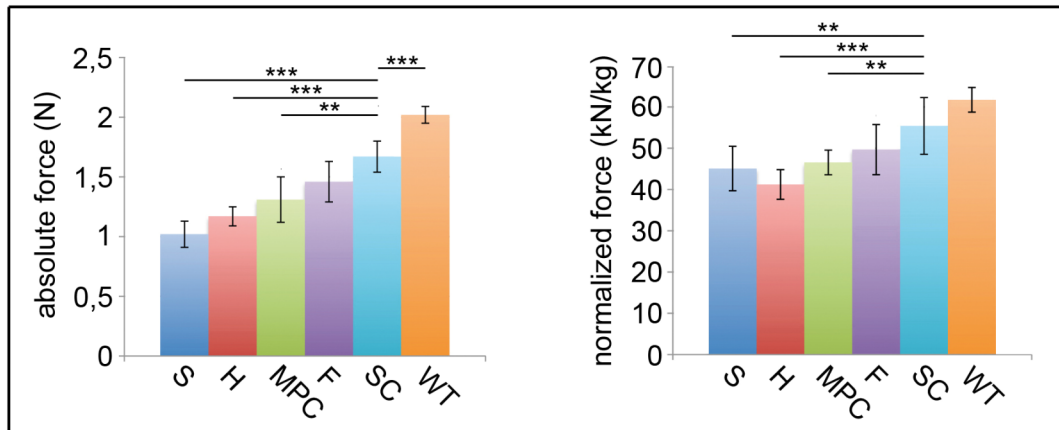 absolute force (N)
2,5
2
1,5
1
0,5
0
***
***
***
**
S
H
MPC
F
SC
WT
normalized force (kN/kg)
70
60
50
40
30
20
10
0
**
***
**
S
H
MPC
F
SC
WT